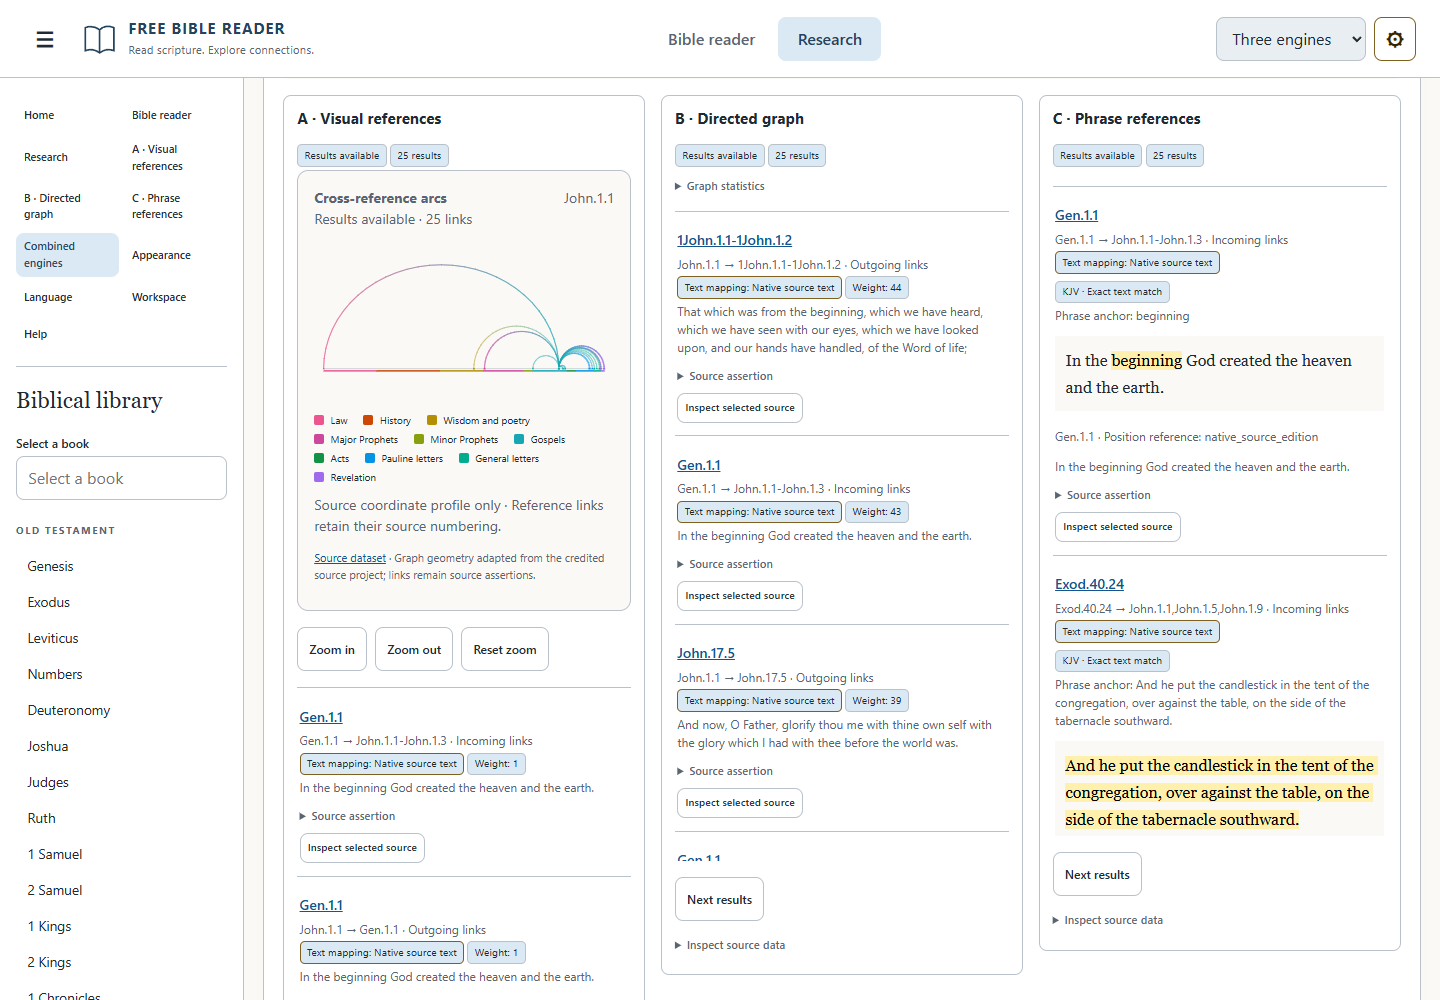 ☰
FREE BIBLE READER
Read scripture. Explore connections.
Bible reader
Research
Three engines
Home
Bible reader
Research
A · Visual
references
B · Directed
graph
C · Phrase
references
Combined
engines
Appearance
Language
Workspace
Help
Biblical library
Select a book
Select a book
OLD TESTAMENT
Genesis
Exodus
Leviticus
Numbers
Deuteronomy
Joshua
Judges
Ruth
1 Samuel
2 Samuel
1 Kings
2 Kings
1 Chronicles
A · Visual references
Results available
25 results
Cross-reference arcs
John.1.1
Results available · 25 links
Law
History
Wisdom and poetry
Major Prophets
Minor Prophets
Gospels
Acts
Pauline letters
General letters
Revelation
Source coordinate profile only · Reference links
retain their source numbering.
Source dataset · Graph geometry adapted from the credited
source project; links remain source assertions.
Zoom in
Zoom out
Reset zoom
Gen.1.1
Gen.1.1 → John.1.1-John.1.3 · Incoming links
Text mapping: Native source text
Weight: 1
In the beginning God created the heaven and the earth.
Source assertion
Inspect selected source
Gen.1.1
John.1.1 → Gen.1.1 · Outgoing links
Text mapping: Native source text
Weight: 1
In the beginning God created the heaven and the earth.
B · Directed graph
Results available
25 results
Graph statistics
1John.1.1-1John.1.2
John.1.1 → 1John.1.1-1John.1.2 · Outgoing links
Text mapping: Native source text
Weight: 44
That which was from the beginning, which we have heard,
which we have seen with our eyes, which we have looked
upon, and our hands have handled, of the Word of life;
Source assertion
Inspect selected source
Gen.1.1
Gen.1.1 → John.1.1-John.1.3 · Incoming links
Text mapping: Native source text
Weight: 43
In the beginning God created the heaven and the earth.
Source assertion
Inspect selected source
John.17.5
John.1.1 → John.17.5 · Outgoing links
Text mapping: Native source text
Weight: 39
And now, O Father, glorify thou me with thine own self with
the glory which I had with thee before the world was.
Source assertion
Inspect selected source
Gen.1.1
Next results
Inspect source data
C · Phrase references
Results available
25 results
Gen.1.1
Gen.1.1 → John.1.1-John.1.3 · Incoming links
Text mapping: Native source text
KJV · Exact text match
Phrase anchor: beginning
In the beginning God created the heaven
and the earth.
Gen.1.1 · Position reference: native_source_edition
In the beginning God created the heaven and the earth.
Source assertion
Inspect selected source
Exod.40.24
Exod.40.24 → John.1.1,John.1.5,John.1.9 · Incoming links
Text mapping: Native source text
KJV · Exact text match
Phrase anchor: And he put the candlestick in the tent of the
congregation, over against the table, on the side of the
tabernacle southward.
And he put the candlestick in the tent of the
congregation, over against the table, on the
side of the tabernacle southward.
Next results
Inspect source data